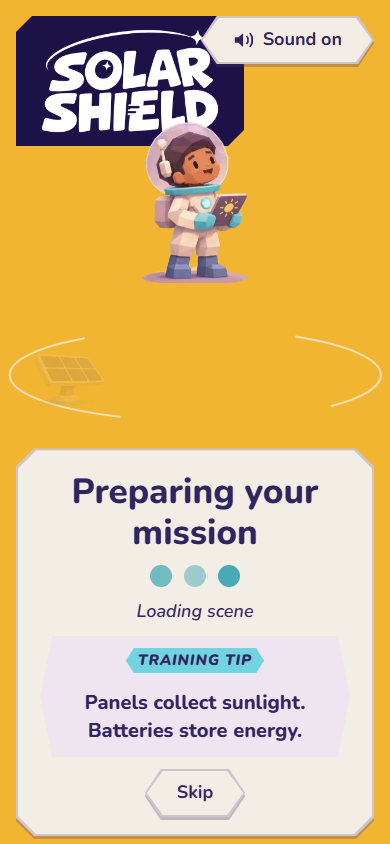 SOLAR
SHIELD
Sound on
Preparing your
mission
Loading scene
TRAINING TIP
Panels collect sunlight.
Batteries store energy.
Skip